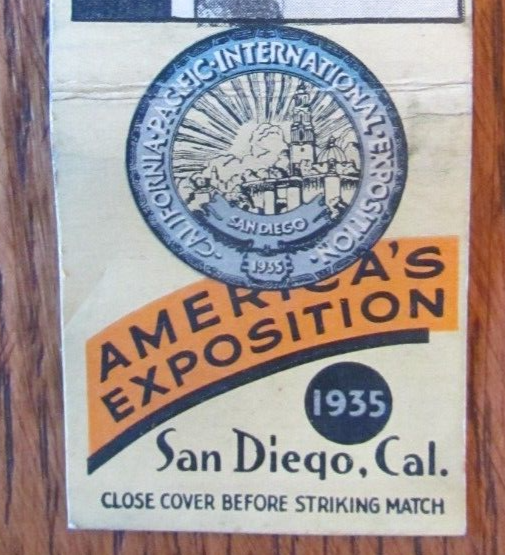 CALIFORNIA·PACIFIC·INTERNATIONAL·EXPOSITION·
SAN DIEGO
1935
AMERICA'S
EXPOSITION
1935
San Diego, Cal.
CLOSE COVER BEFORE STRIKING MATCH